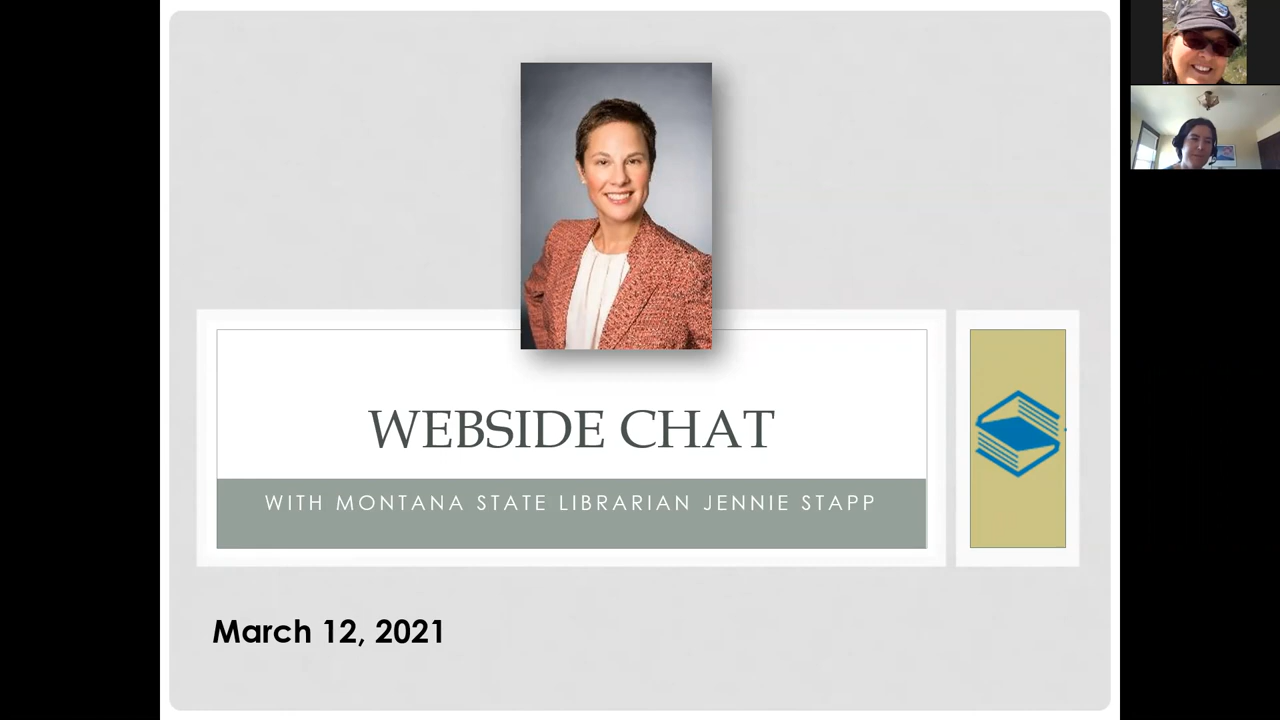 WEBSIDE CHAT
WITH MONTANA STATE LIBRARIAN JENNIE STAPP
March 12, 2021